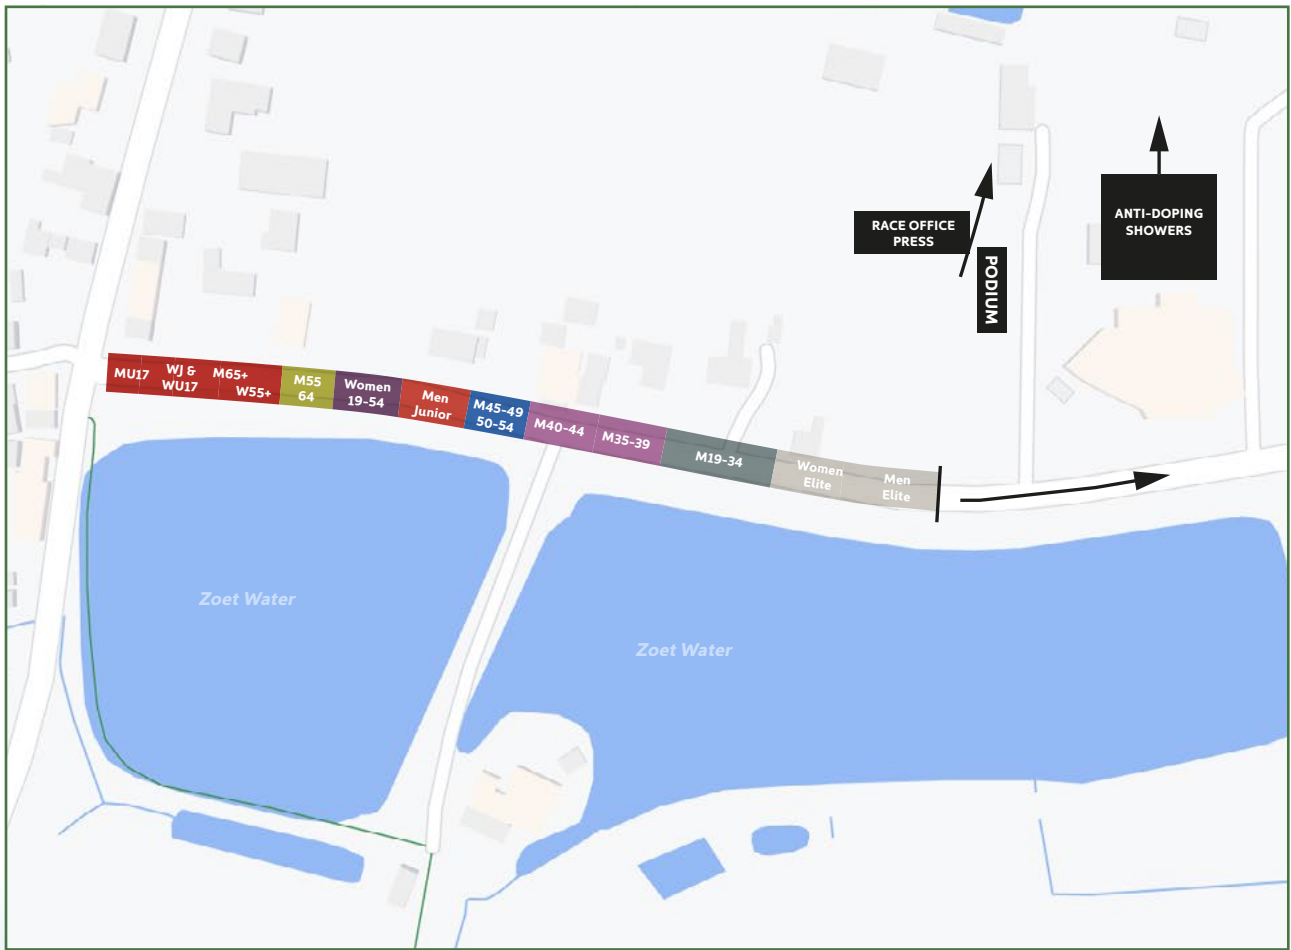 ANTI-DOPING
SHOWERS
RACE OFFICE
PRESS
PODIUM
MU17
WJ &
WU17
M65+
W55+
M55
64
Women
19-54
Men
Junior
M45-49
50-54
M40-44
M35-39
M19-34
Women
Elite
Men
Elite
Zoet Water
Zoet Water